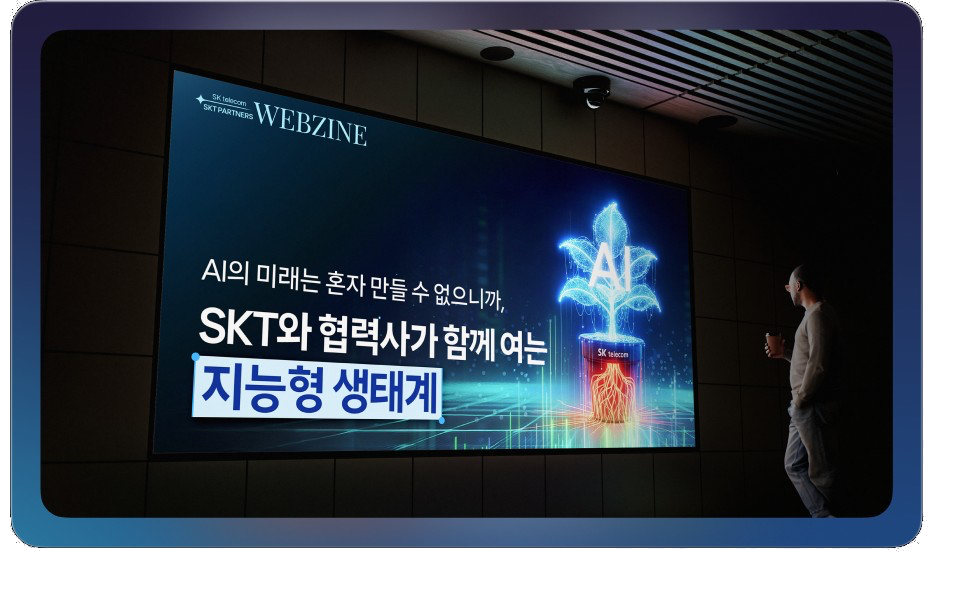 SK telecom
SKT PARTNERS
WEBZINE
AI의 미래는 혼자 만들 수 없으니까,
SKT와 협력사가 함께 여는
지능형 생태계
AI
SK telecom